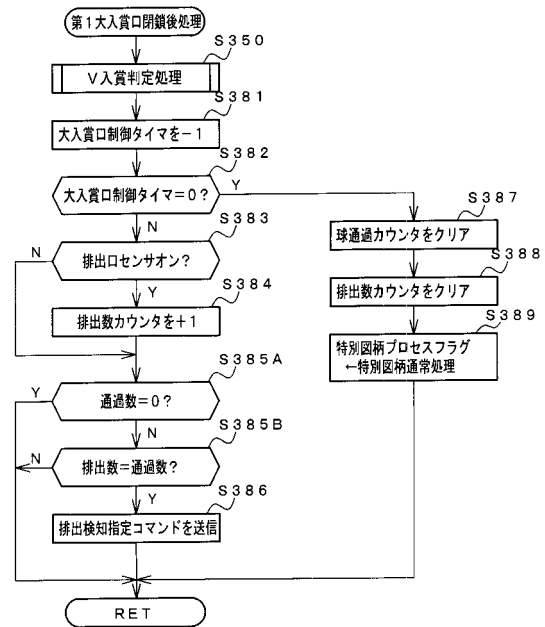 第1大入賞口閉鎖後処理
S350
V入賞判定処理
S381
大入賞口制御タイマを-1
S382
大入賞口制御タイマ=0?
Y
N
S383
排出口センサオン?
N
Y
S384
排出数カウンタを+1
S385A
通過数=0?
Y
N
S385B
排出数=通過数?
N
Y
S386
排出検知指定コマンドを送信
S387
球通過カウンタをクリア
S388
排出数カウンタをクリア
S389
特別図柄プロセスフラグ
←特別図柄通常処理
RET